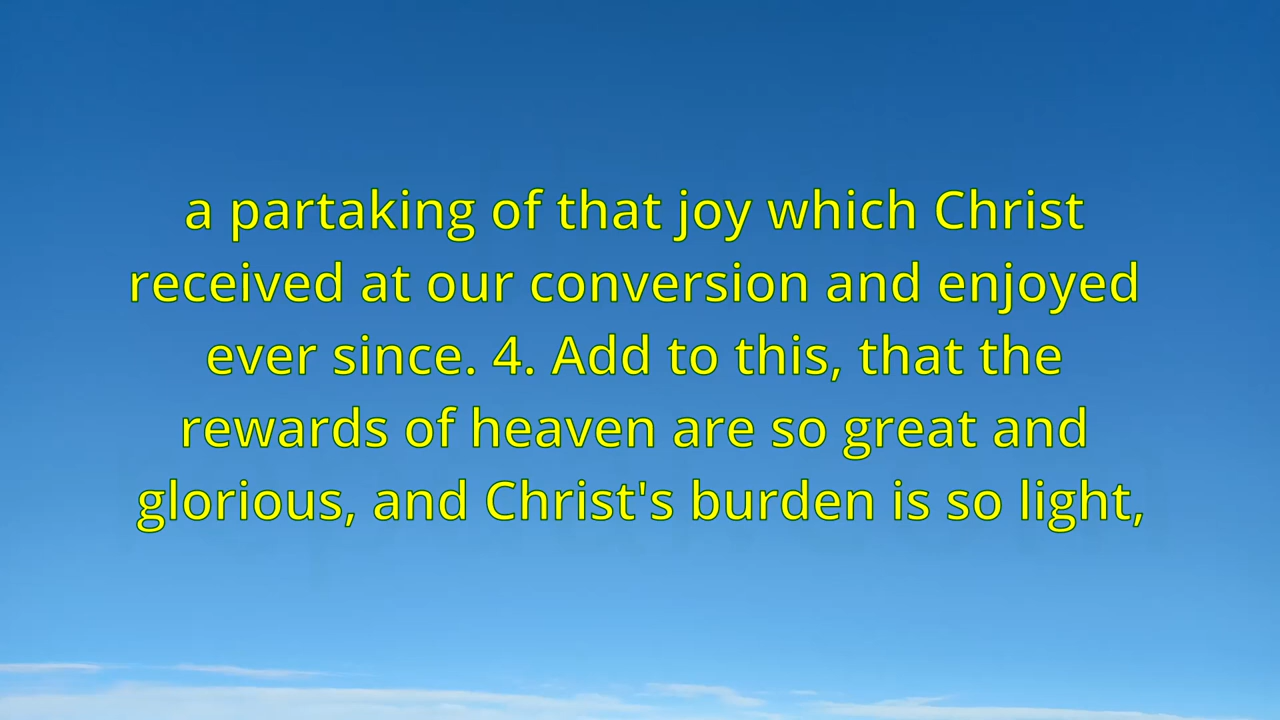 a partaking of that joy which Christ
received at our conversion and enjoyed
ever since. 4. Add to this, that the
rewards of heaven are so great and
glorious, and Christ's burden is so light,